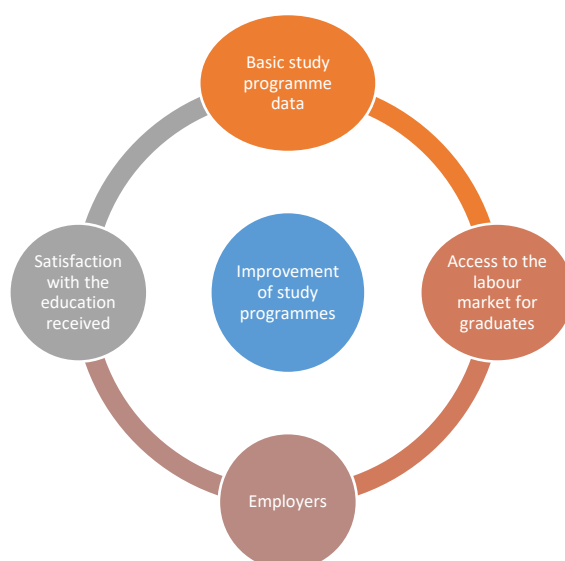 Basic study
programme
data
Satisfaction
with the
education
received
Improvement
of study
programmes
Access to the
labour
market for
graduates
Employers